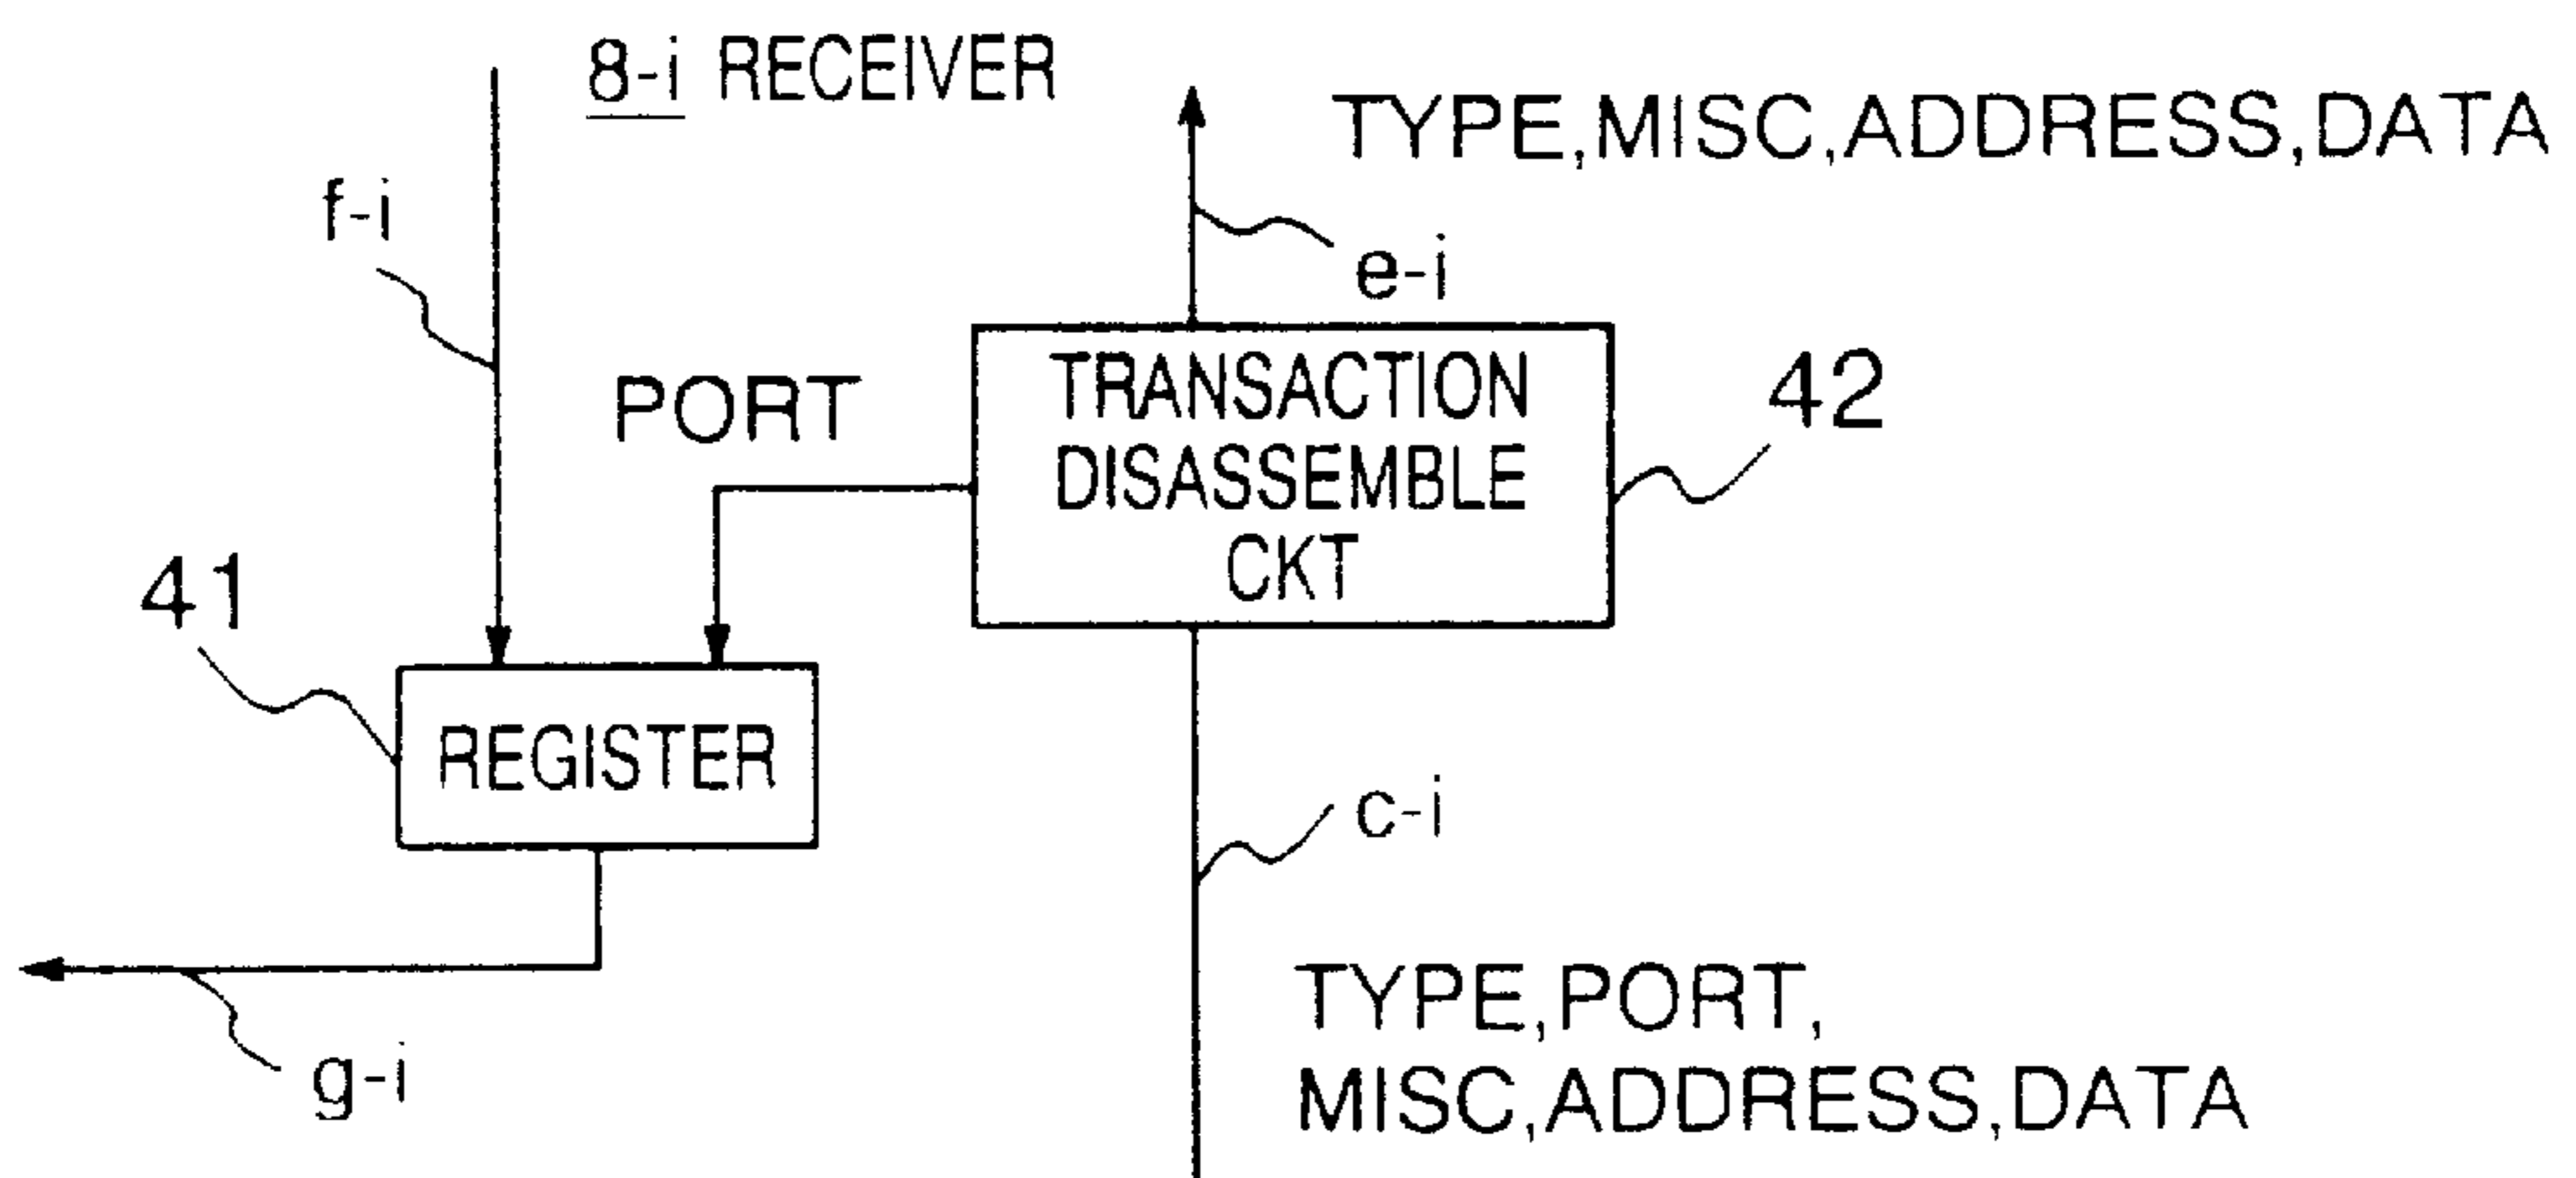 8-i RECEIVER
TYPE,MISC,ADDRESS,DATA
f-i
e-i
PORT
TRANSACTION
DISASSEMBLE
CKT
42
41
REGISTER
c-i
g-i
TYPE,PORT,
MISC,ADDRESS,DATA